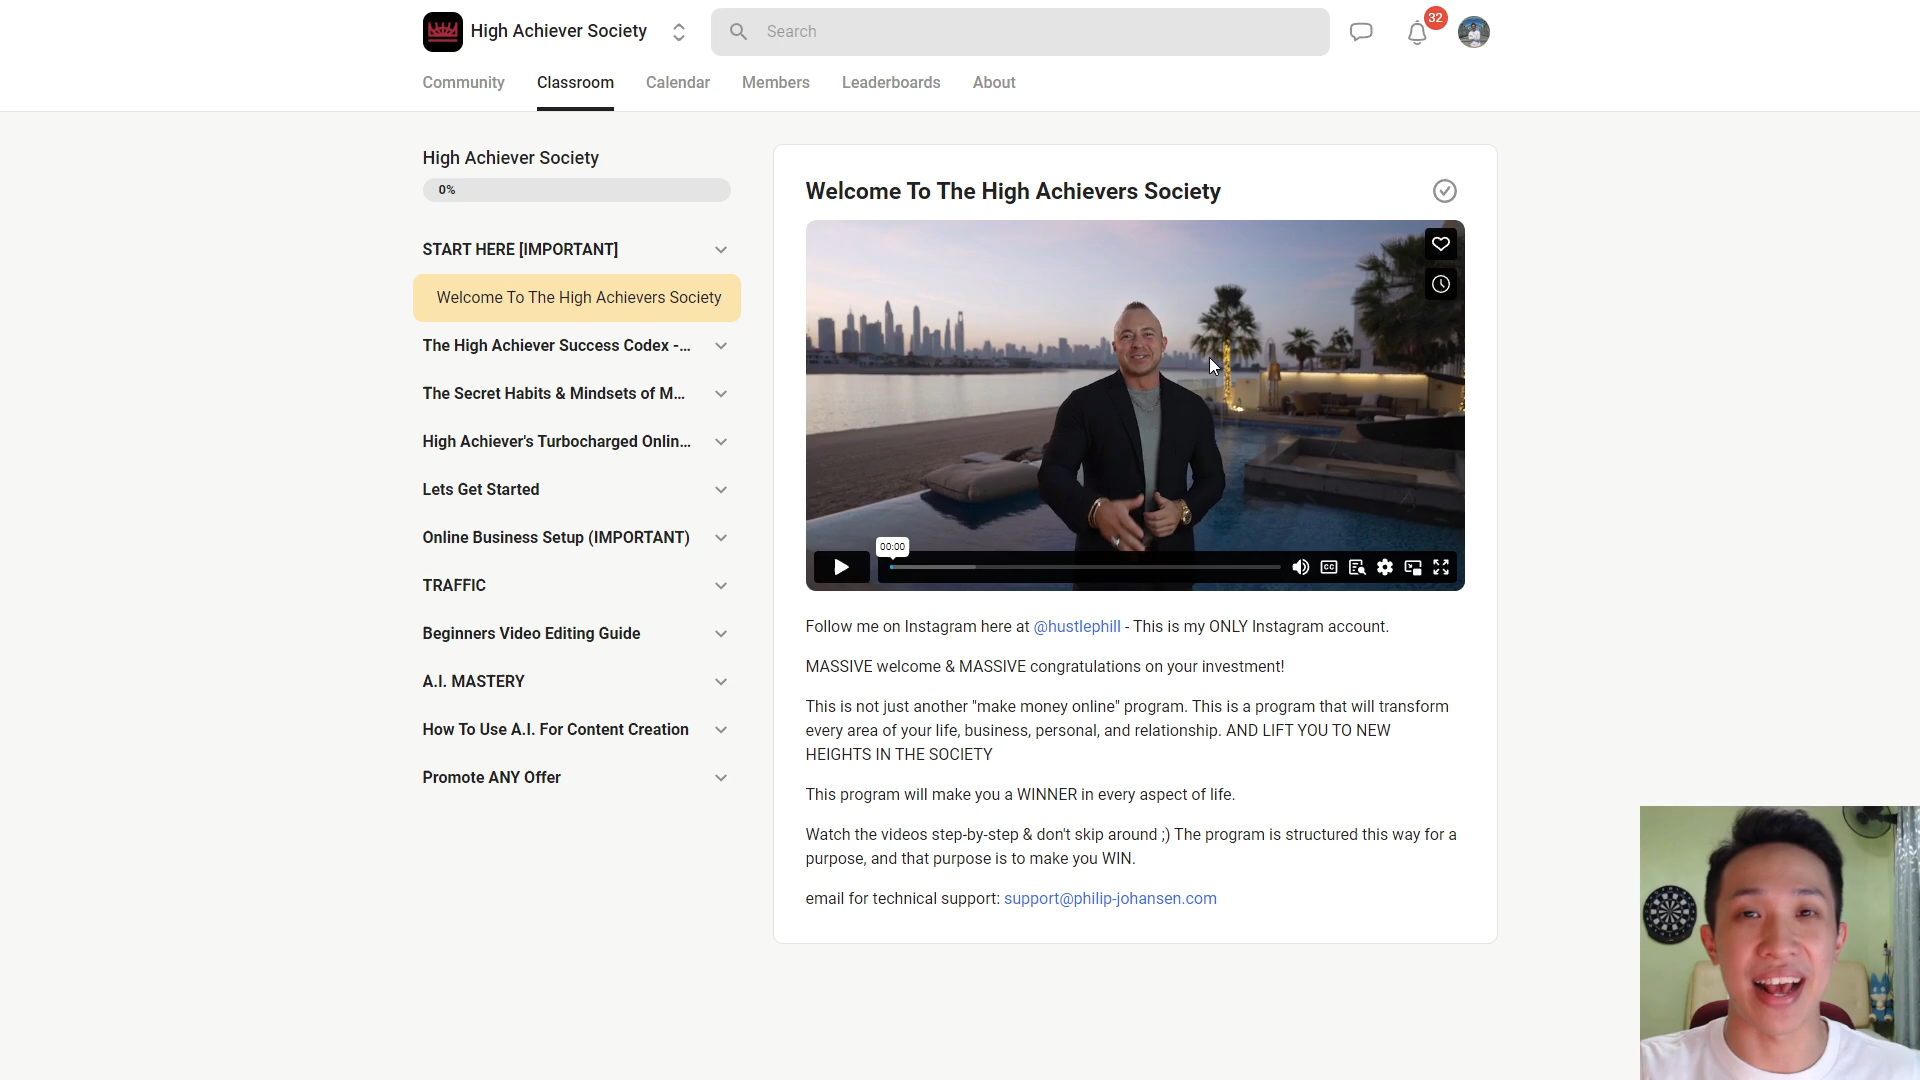 High Achiever Society
Search
32
Community
Classroom
Calendar
Members
Leaderboards
About
High Achiever Society
0%
START HERE [IMPORTANT]
Welcome To The High Achievers Society
The High Achiever Success Codex -...
The Secret Habits & Mindsets of M...
High Achiever's Turbocharged Onlin...
Lets Get Started
Online Business Setup (IMPORTANT)
TRAFFIC
Beginners Video Editing Guide
A.I. MASTERY
How To Use A.I. For Content Creation
Promote ANY Offer
Welcome To The High Achievers Society
00:00
CC
Follow me on Instagram here at @hustlephill - This is my ONLY Instagram account.
MASSIVE welcome & MASSIVE congratulations on your investment!
This is not just another "make money online" program. This is a program that will transform
every area of your life, business, personal, and relationship. AND LIFT YOU TO NEW
HEIGHTS IN THE SOCIETY
This program will make you a WINNER in every aspect of life.
Watch the videos step-by-step & don't skip around ;) The program is structured this way for a
purpose, and that purpose is to make you WIN.
email for technical support: support@philip-johansen.com